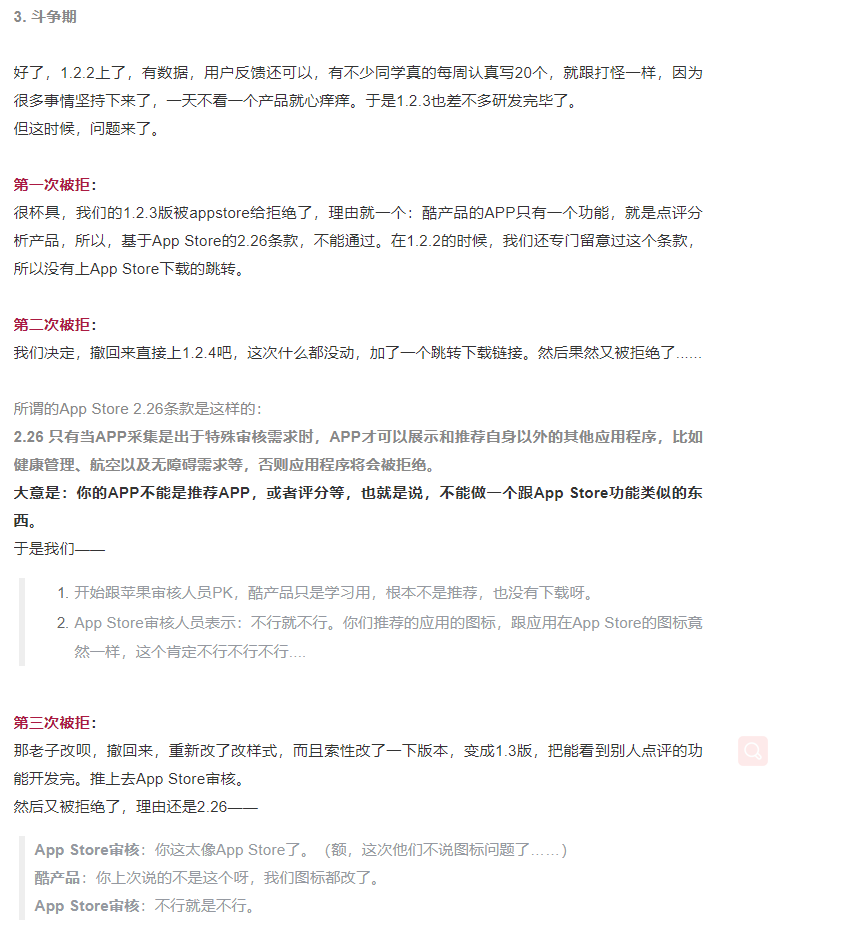 3. 斗争期
好了，1.2.2上了，有数据，用户反馈还可以，有不少同学真的每周认真写20个，就跟打怪一样，因为
很多事情坚持下来了，一天不看一个产品就心痒痒。于是1.2.3也差不多研发完毕了。
但这时候，问题来了。
第一次被拒：
很杯具，我们的1.2.3版被appstore给拒绝了，理由就一个：酷产品的APP只有一个功能，就是点评分
析产品，所以，基于App Store的2.26条款，不能通过。在1.2.2的时候，我们还专门留意过这个条款，
所以没有上App Store下载的跳转。
第二次被拒：
我们决定，撤回来直接上1.2.4吧，这次什么都没动，加了一个跳转下载链接。然后果然又被拒绝了......
所谓的App Store 2.26条款是这样的：
2.26 只有当APP采集是出于特殊审核需求时，APP才可以展示和推荐自身以外的其他应用程序，比如
健康管理、航空以及无障碍需求等，否则应用程序将会被拒绝。
大意是：你的APP不能是推荐APP，或者评分等，也就是说，不能做一个跟App Store功能类似的东
西。
于是我们——
1. 开始跟苹果审核人员PK，酷产品只是学习用，根本不是推荐，也没有下载呀。
2. App Store审核人员表示：不行就不行。你们推荐的应用的图标，跟应用在App Store的图标竟
然一样，这个肯定不行不行不行....
第三次被拒：
那老子改呗，撤回来，重新改了改样式，而且索性改了一下版本，变成1.3版，把能看到别人点评的功
能开发完。推上去App Store审核。
然后又被拒绝了，理由还是2.26——
App Store审核：你这太像App Store了。（额，这次他们不说图标问题了……）
酷产品：你上次说的不是这个呀，我们图标都改了。
App Store审核：不行就是不行。